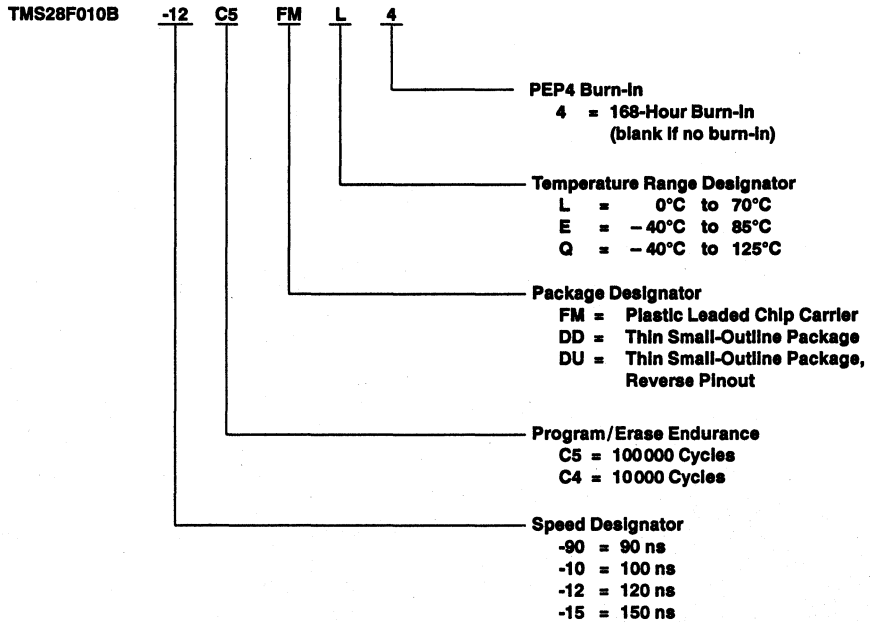 TMS28F010B -12 C5 FM L 4
PEP4 Burn-In
4 = 168-Hour Burn-In
(blank if no burn-in)
Temperature Range Designator
L = 0°C to 70°C
E = – 40°C to 85°C
Q = – 40°C to 125°C
Package Designator
FM = Plastic Leaded Chip Carrier
DD = Thin Small-Outline Package
DU = Thin Small-Outline Package,
Reverse Pinout
Program/Erase Endurance
C5 = 100000 Cycles
C4 = 10000 Cycles
Speed Designator
-90 = 90 ns
-10 = 100 ns
-12 = 120 ns
-15 = 150 ns